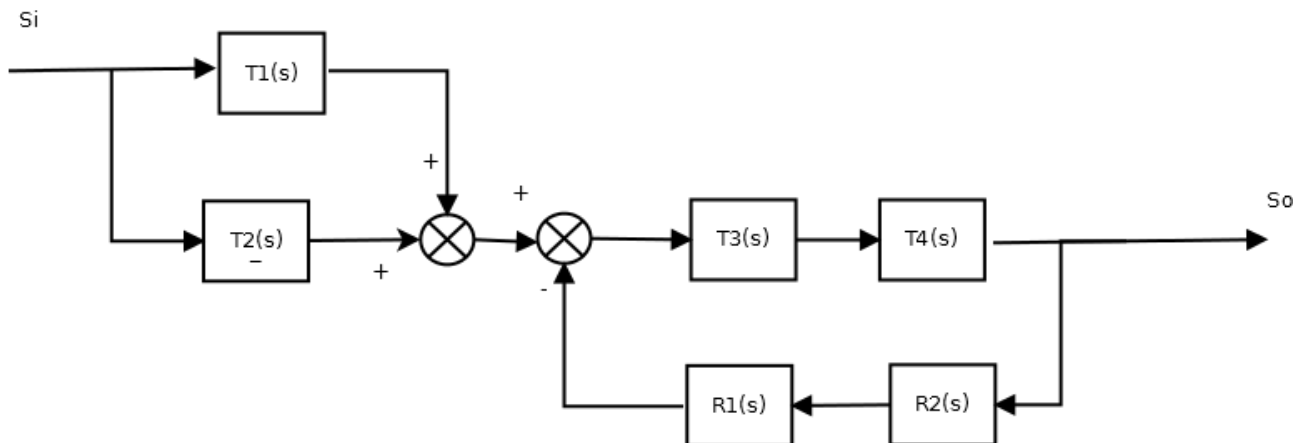 Si
T1(s)
+
+
So
T2(s)
–
T3(s)
T4(s)
+
-
R1(s)
R2(s)